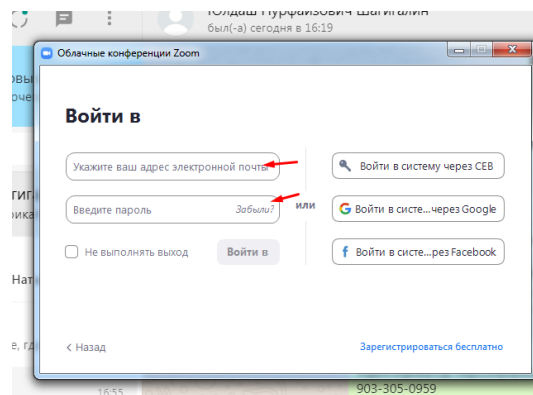 Юлдаш Нурфаизович Шагигалин
был(-а) сегодня в 16:19
Облачные конференции Zoom
Войти в
Укажите ваш адрес электронной почты
Введите пароль Забыли?
Не выполнять выход Войти в
< Назад
или
Войти в систему через СЕВ
G Войти в систе...через Google
f Войти в систе...рез Facebook
Зарегистрироваться бесплатно
Нат
16:55
903-305-0959